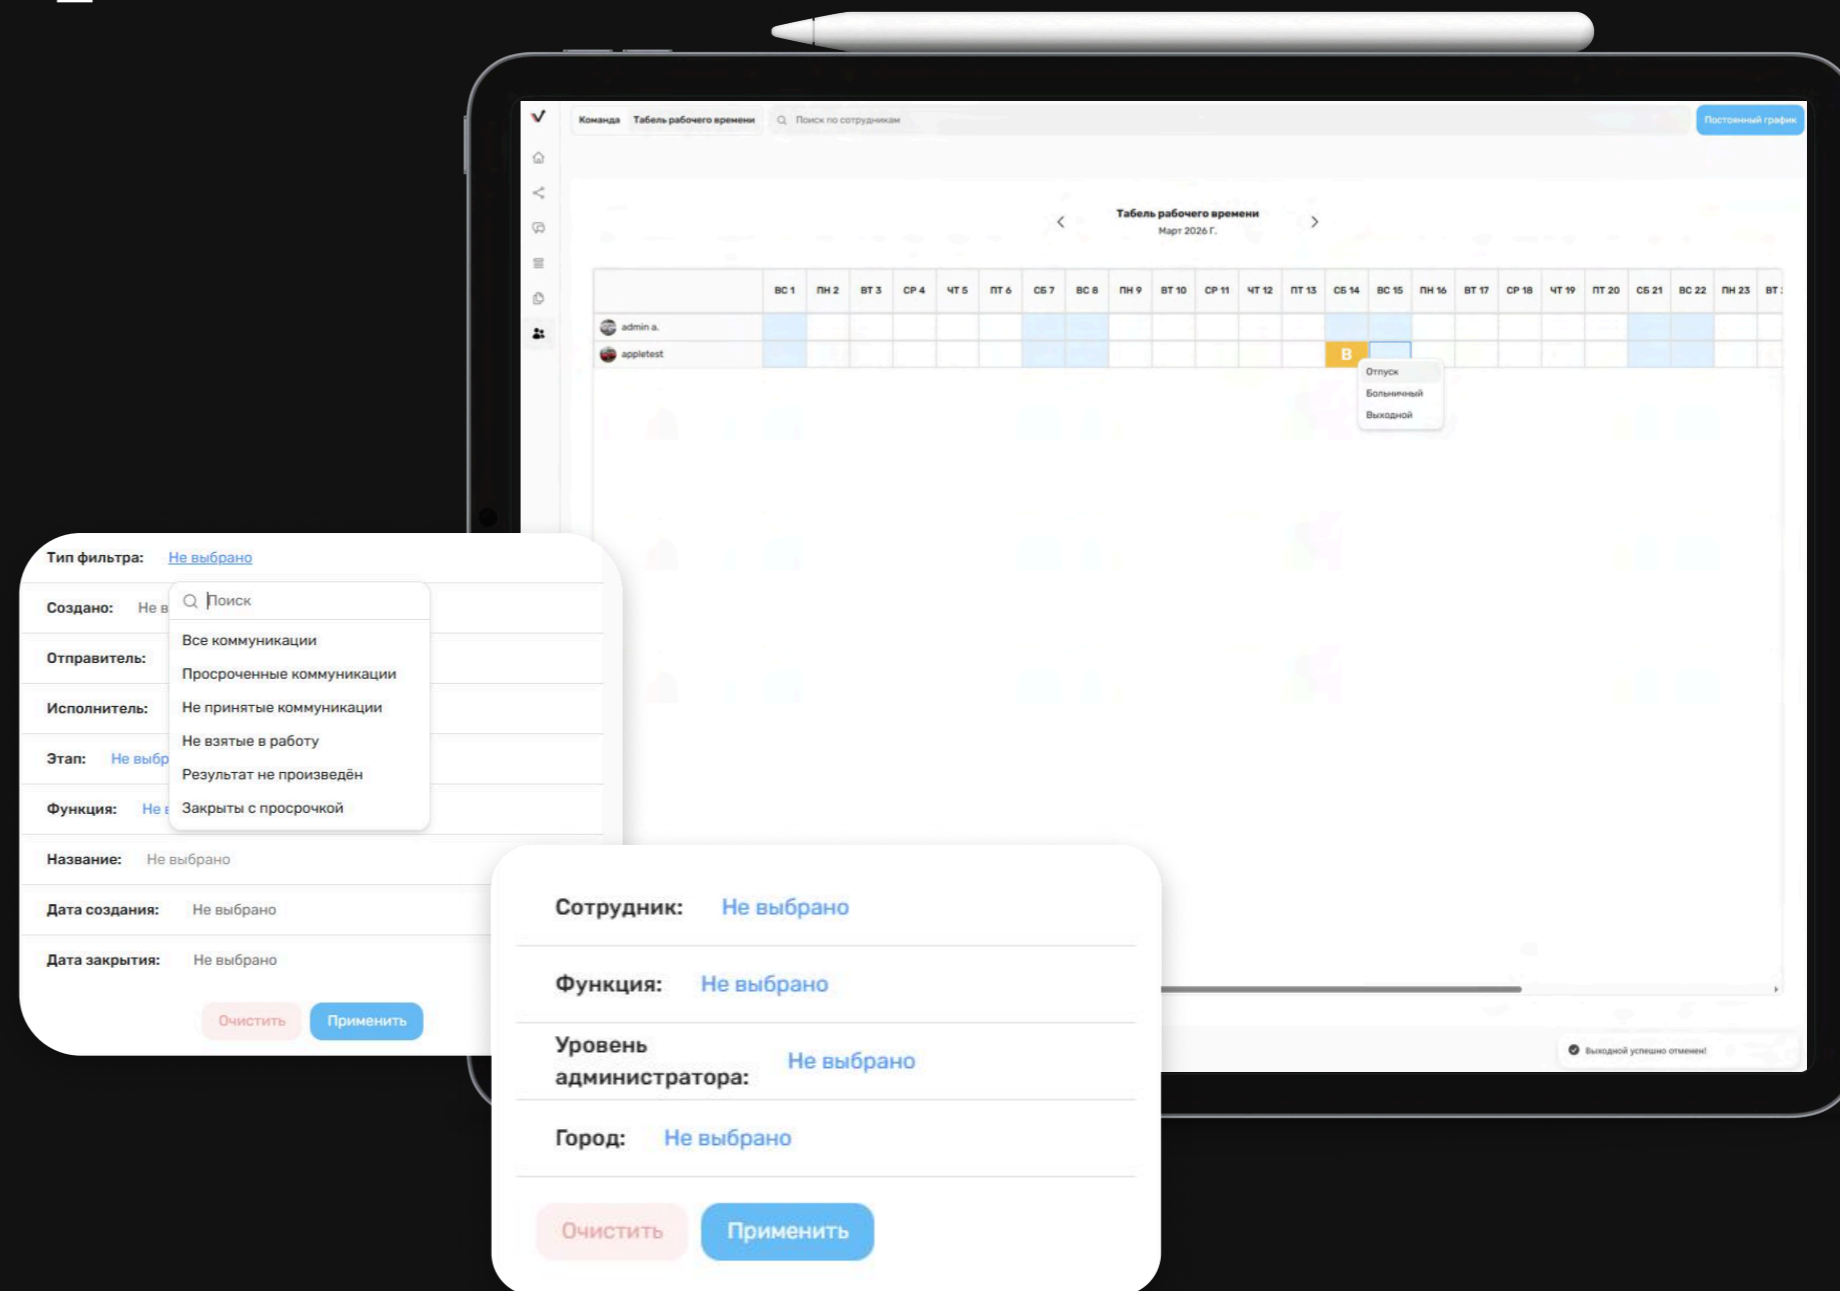 Команда Табель рабочего времени Поиск по сотрудникам Постоянный график
Табель рабочего времени
Март 2026 Г.
ВС 1 ПН 2 ВТ 3 СР 4 ЧТ 5 ПТ 6 СБ 7 ВС 8 ПН 9 ВТ 10 СР 11 ЧТ 12 ПТ 13 СБ 14 ВС 15 ПН 16 ВТ 17 СР 18 ЧТ 19 ПТ 20 СБ 21 ВС 22 ПН 23 ВТ
admin a.
appletest В
Отпуск
Больничный
Выходной
Выходной успешно отменен!
Тип фильтра: Не выбрано
Создано: Не в
Поиск
Все коммуникации
Отправитель:
Просроченные коммуникации
Исполнитель:
Не принятые коммуникации
Не взятые в работу
Этап: Не выбр
Результат не произведён
Функция: Не в
Закрыты с просрочкой
Название: Не выбрано
Дата создания: Не выбрано
Дата закрытия: Не выбрано
Очистить Применить
Сотрудник: Не выбрано
Функция: Не выбрано
Уровень
администратора: Не выбрано
Город: Не выбрано
Очистить Применить